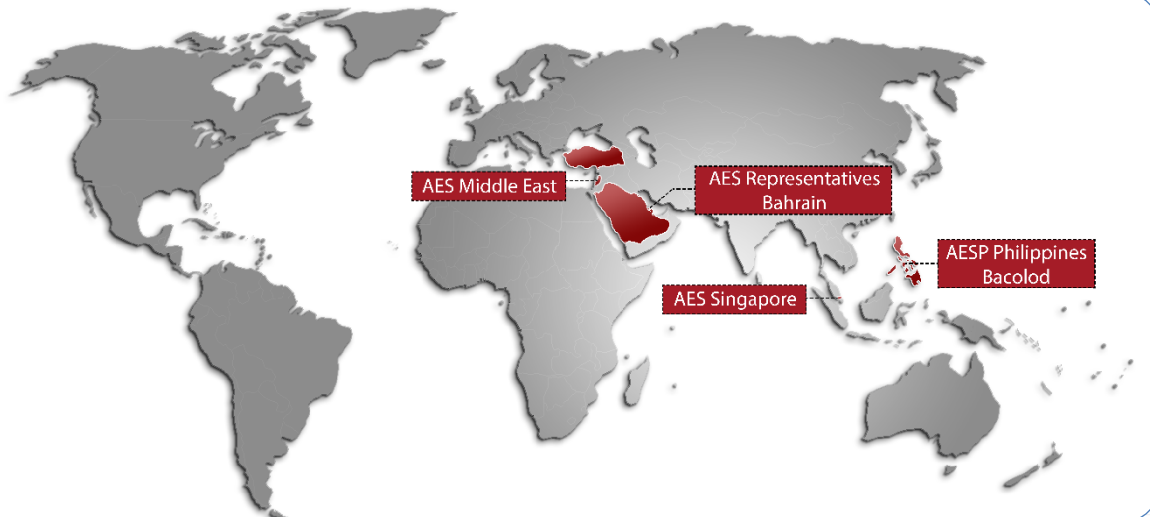 AES Middle East
AES Representatives
Bahrain
AESP Philippines
Bacolod
AES Singapore